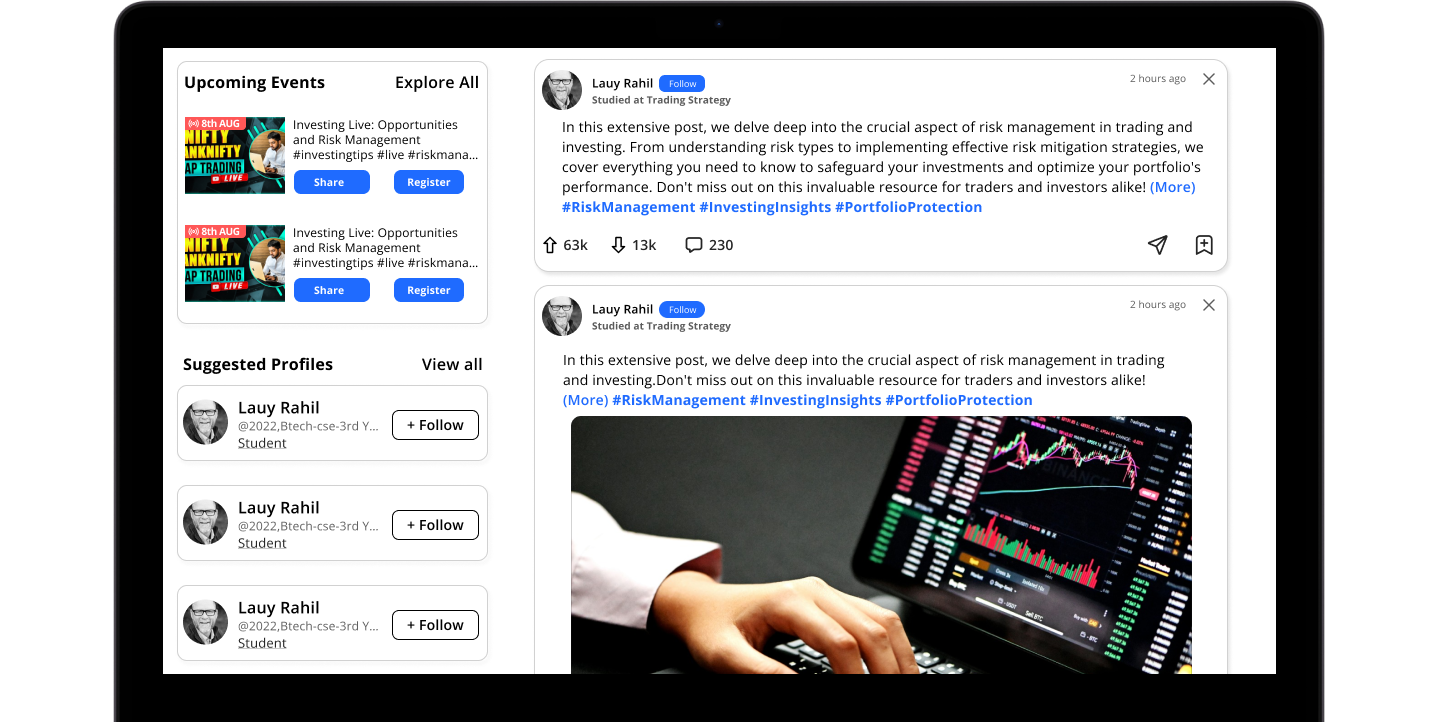 Upcoming Events
Explore All
8th AUG
NIFTY
ANKNIFTY
AP TRADING
LIVE
Investing Live: Opportunities
and Risk Management
#investingtips #live #riskmana...
Share
Register
8th AUG
NIFTY
ANKNIFTY
AP TRADING
LIVE
Investing Live: Opportunities
and Risk Management
#investingtips #live #riskmana...
Share
Register
Suggested Profiles
View all
Lauy Rahil
@2022,Btech-cse-3rd Y...
Student
+ Follow
Lauy Rahil
@2022,Btech-cse-3rd Y...
Student
+ Follow
Lauy Rahil
@2022,Btech-cse-3rd Y...
Student
+ Follow
Lauy Rahil
Follow
2 hours ago
Studied at Trading Strategy
In this extensive post, we delve deep into the crucial aspect of risk management in trading and
investing. From understanding risk types to implementing effective risk mitigation strategies, we
cover everything you need to know to safeguard your investments and optimize your portfolio's
performance. Don't miss out on this invaluable resource for traders and investors alike! (More)
#RiskManagement #InvestingInsights #PortfolioProtection
63k
13k
230
Lauy Rahil
Follow
2 hours ago
Studied at Trading Strategy
In this extensive post, we delve deep into the crucial aspect of risk management in trading
and investing.Don't miss out on this invaluable resource for traders and investors alike!
(More) #RiskManagement #InvestingInsights #PortfolioProtection
BINANCE
Market Trades
Sell BTC